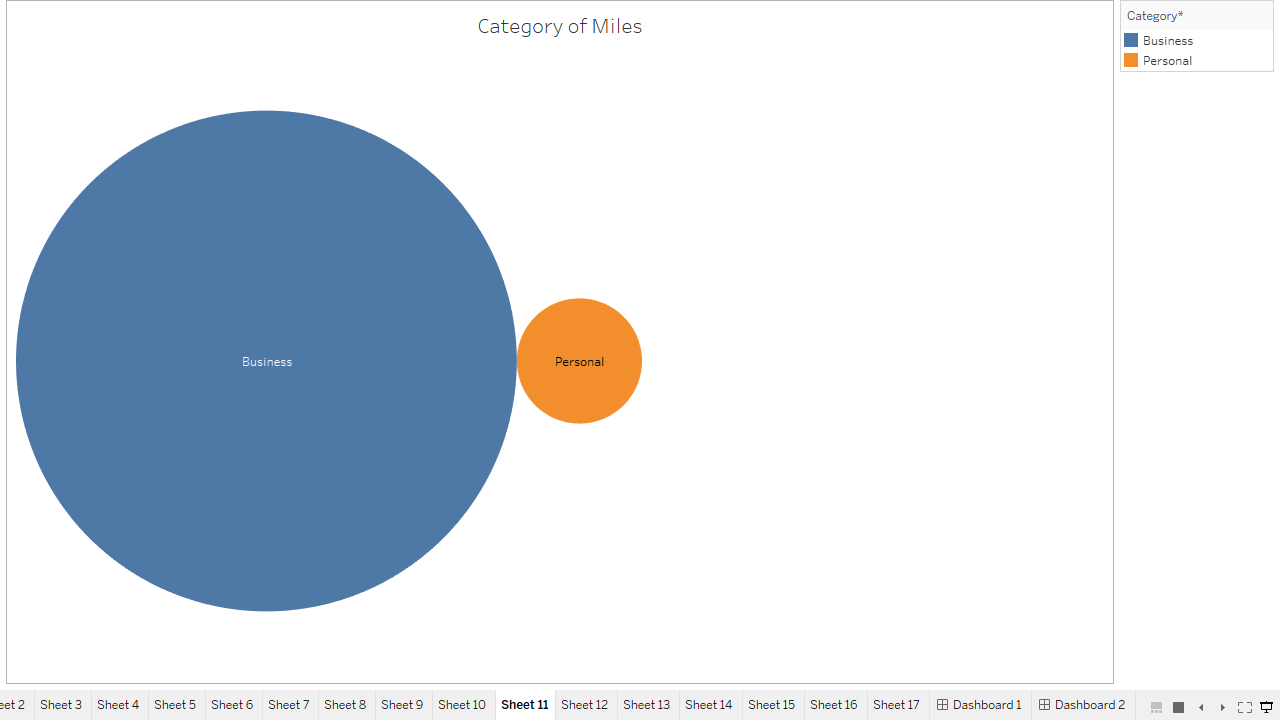 Category of Miles
Category*
Business
Personal
Business
Personal
eet 2 Sheet 3 Sheet 4 Sheet 5 Sheet 6 Sheet 7 Sheet 8 Sheet 9 Sheet 10 Sheet 11 Sheet 12 Sheet 13 Sheet 14 Sheet 15 Sheet 16 Sheet 17 Dashboard 1 Dashboard 2